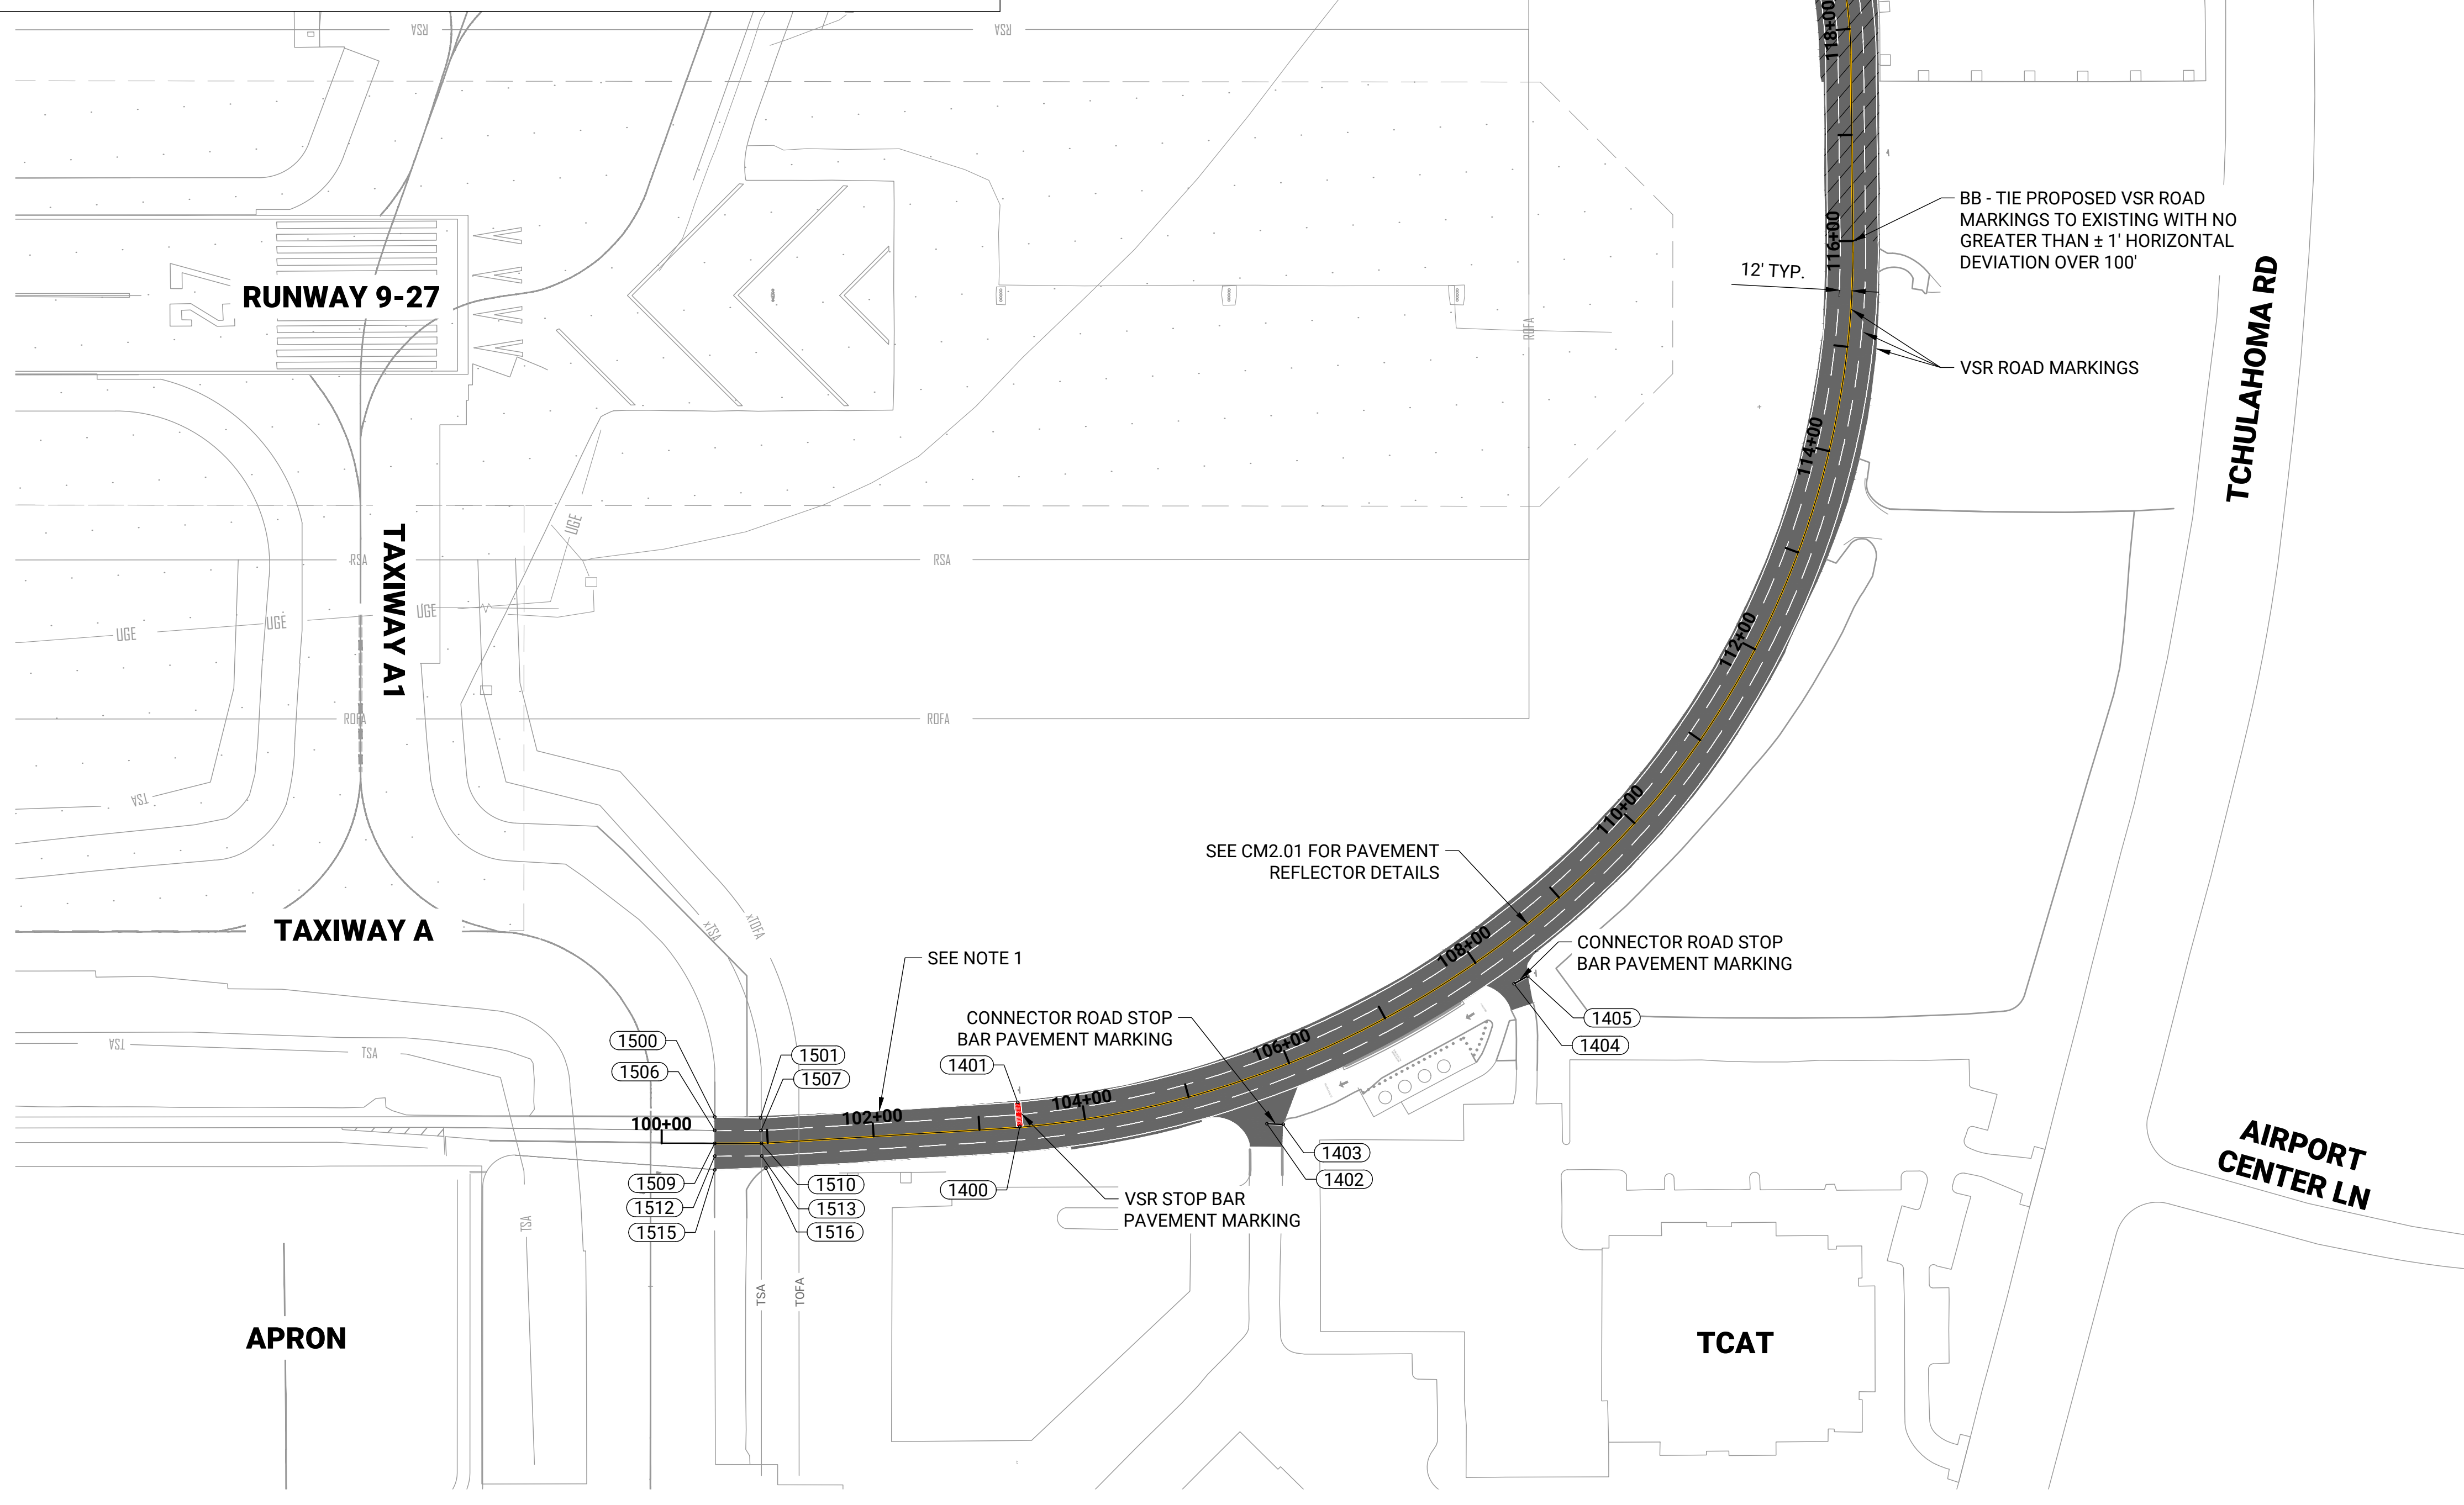 RSA
RSA
118+00
BB - TIE PROPOSED VSR ROAD
MARKINGS TO EXISTING WITH NO
GREATER THAN ± 1' HORIZONTAL
DEVIATION OVER 100'
116+00
12' TYP.
27
RUNWAY 9-27
ROFA
VSR ROAD MARKINGS
TCHULAHOMA RD
114+00
UGE
TAXIWAY A1
RSA
RSA
UGE
UGE
UGE
112+00
ROFA
ROFA
TSA
110+00
SEE CM2.01 FOR PAVEMENT
REFLECTOR DETAILS
TAXIWAY A
xTSA
xTOFA
108+00
SEE NOTE 1
CONNECTOR ROAD STOP
BAR PAVEMENT MARKING
CONNECTOR ROAD STOP
BAR PAVEMENT MARKING
1405
1404
TSA
TSA
1500
1506
1501
1507
1401
106+00
104+00
102+00
100+00
1403
1402
1509
1512
1515
1510
1513
1516
1400
VSR STOP BAR
PAVEMENT MARKING
TSA
TSA
TOFA
AIRPORT
CENTER LN
APRON
TCAT